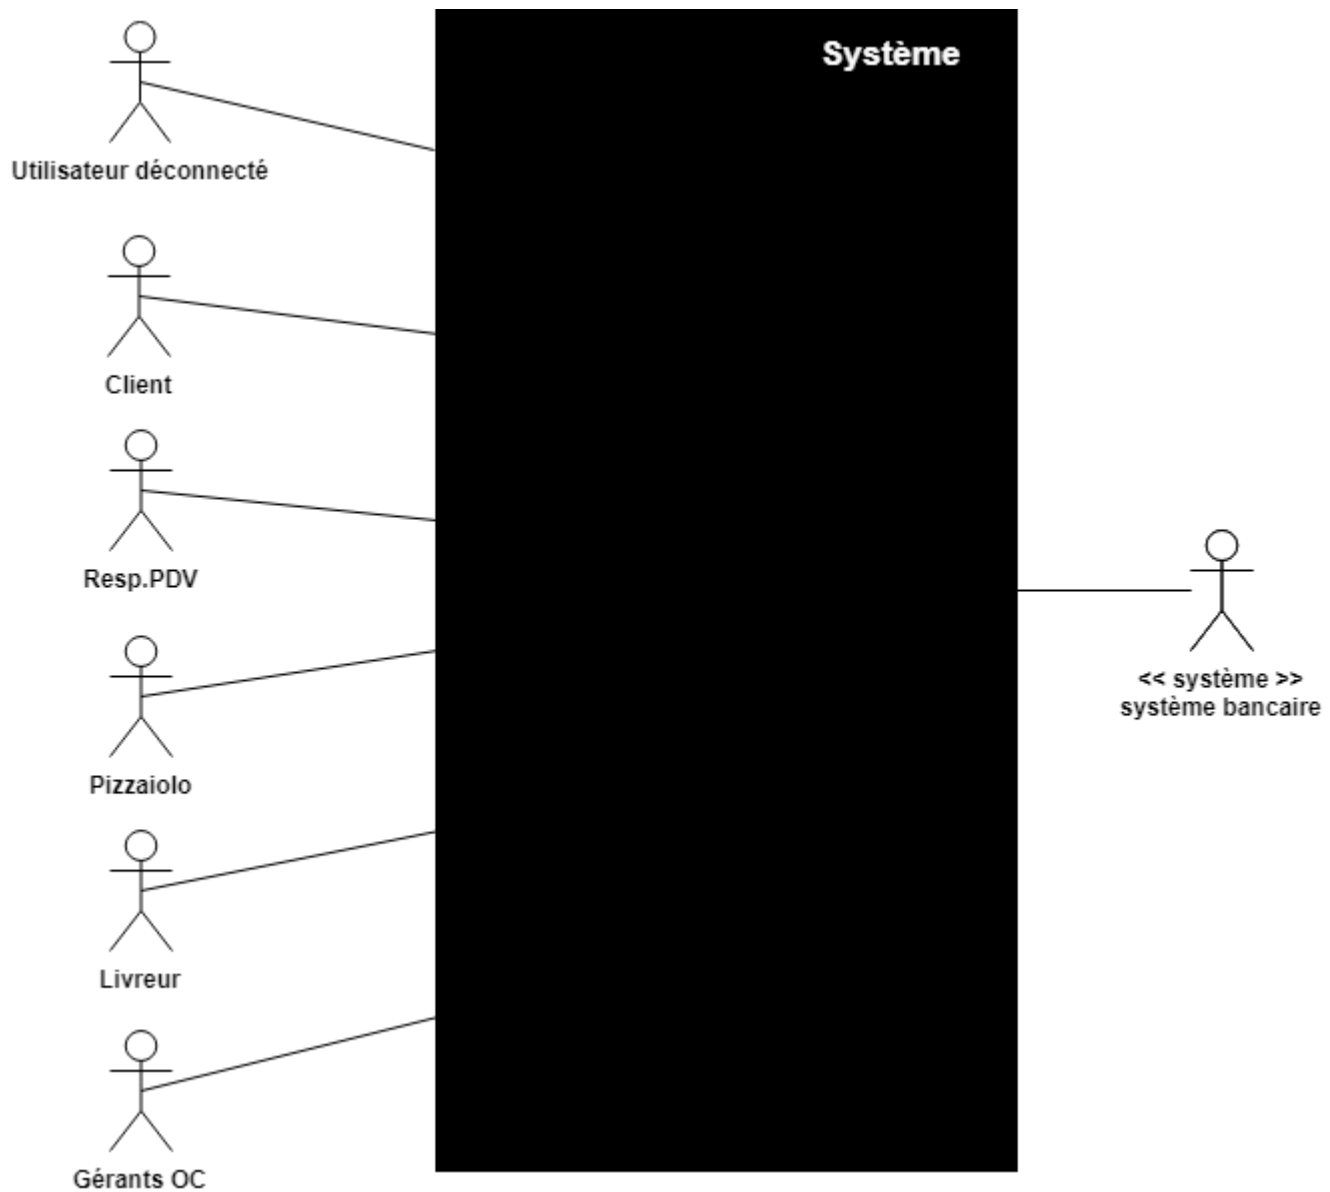 Système
Utilisateur déconnecté
Client
Resp.PDV
Pizzaiolo
Livreur
Gérants OC
<< système >>
système bancaire